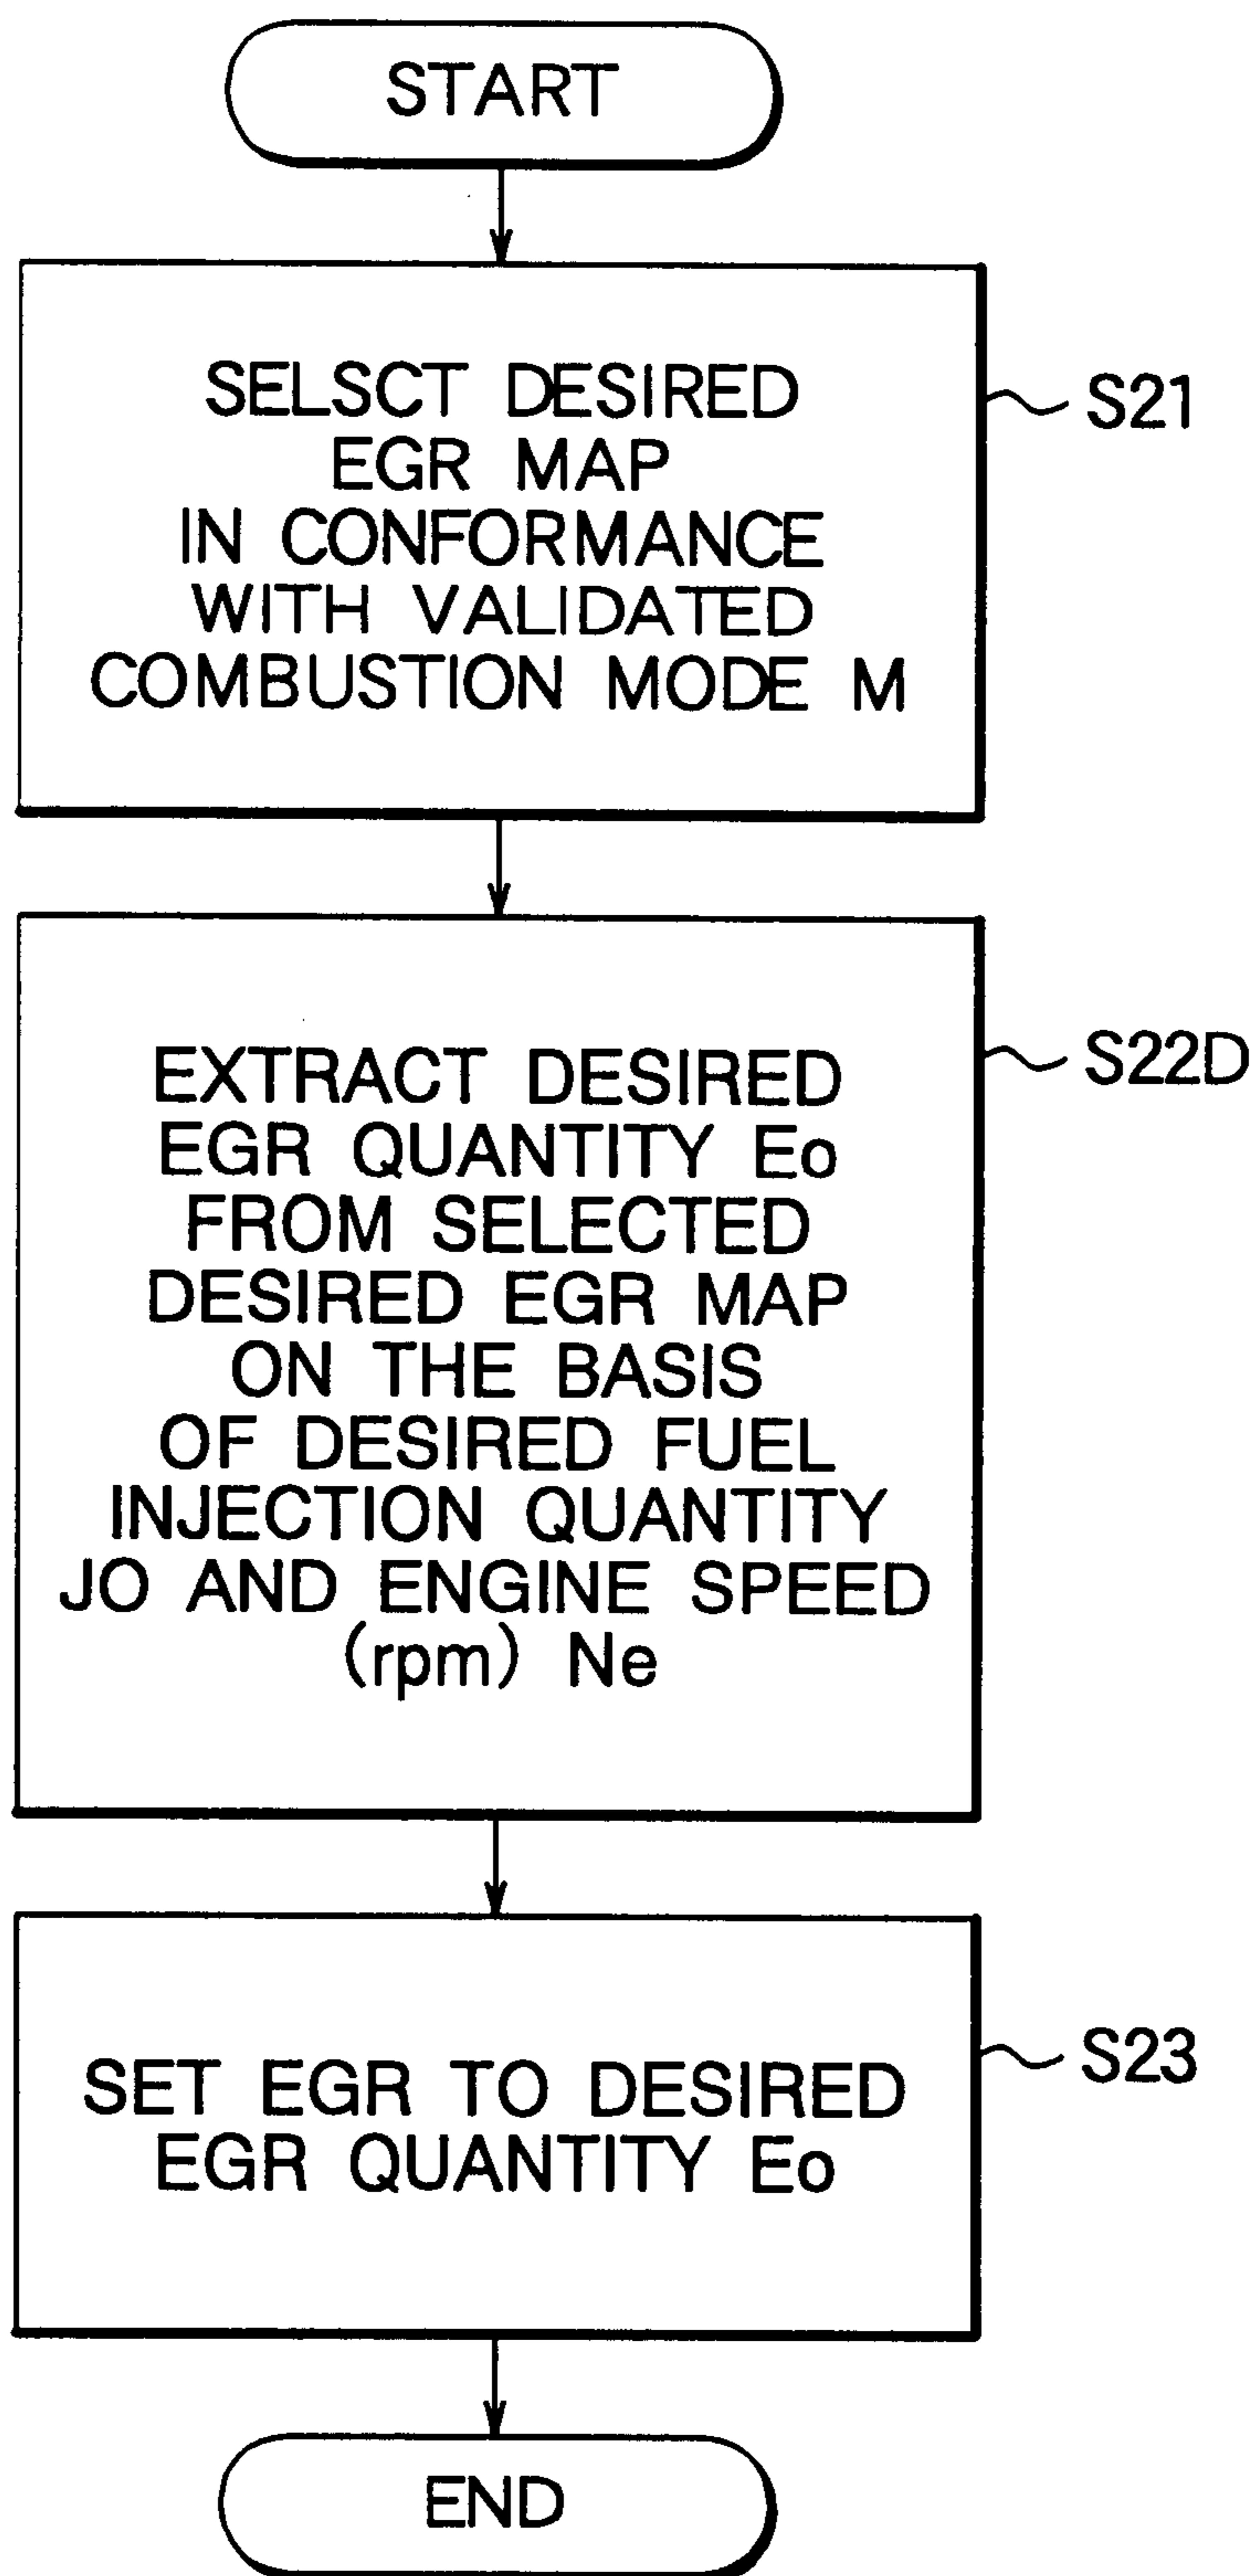 START
SELSCT DESIRED
EGR MAP
IN CONFORMANCE
WITH VALIDATED
COMBUSTION MODE M
S21
EXTRACT DESIRED
EGR QUANTITY Eo
FROM SELECTED
DESIRED EGR MAP
ON THE BASIS
OF DESIRED FUEL
INJECTION QUANTITY
JO AND ENGINE SPEED
(rpm) Ne
S22D
SET EGR TO DESIRED
EGR QUANTITY Eo
S23
END